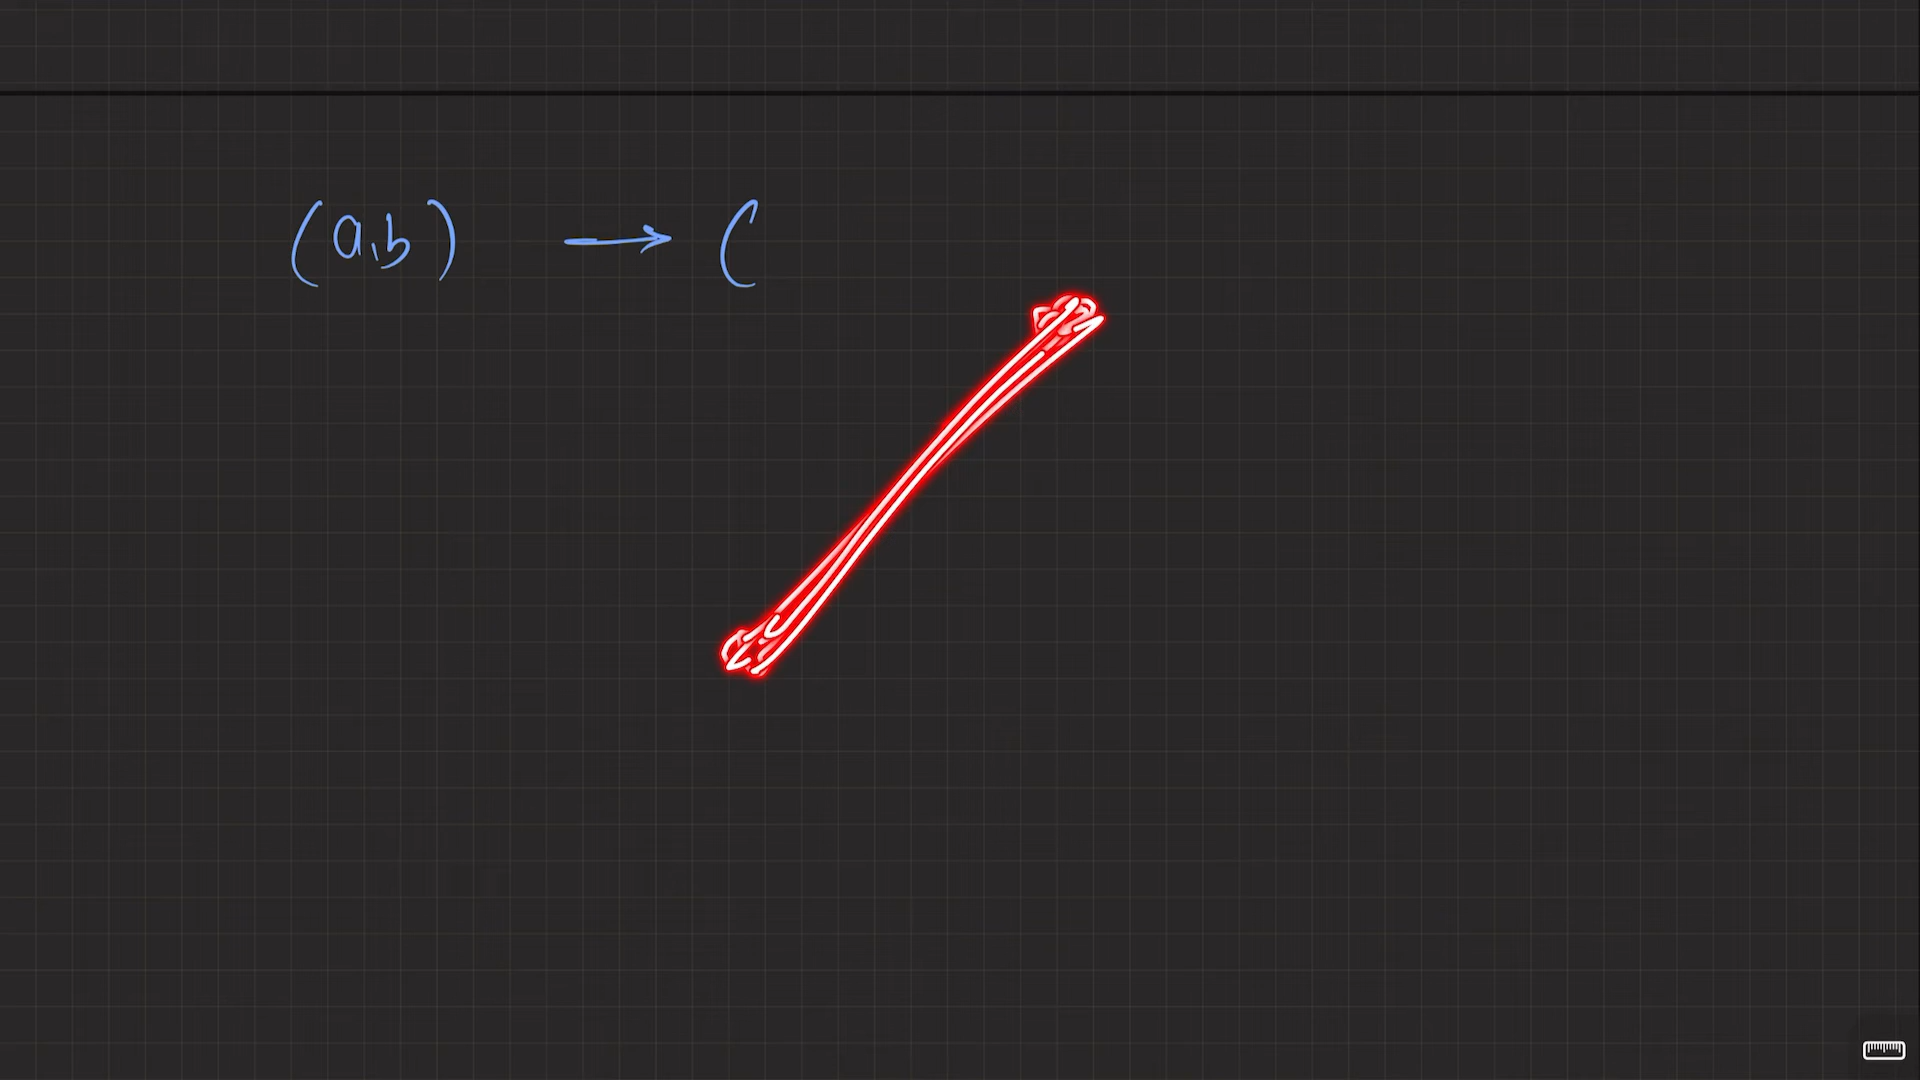 (a,b) → (